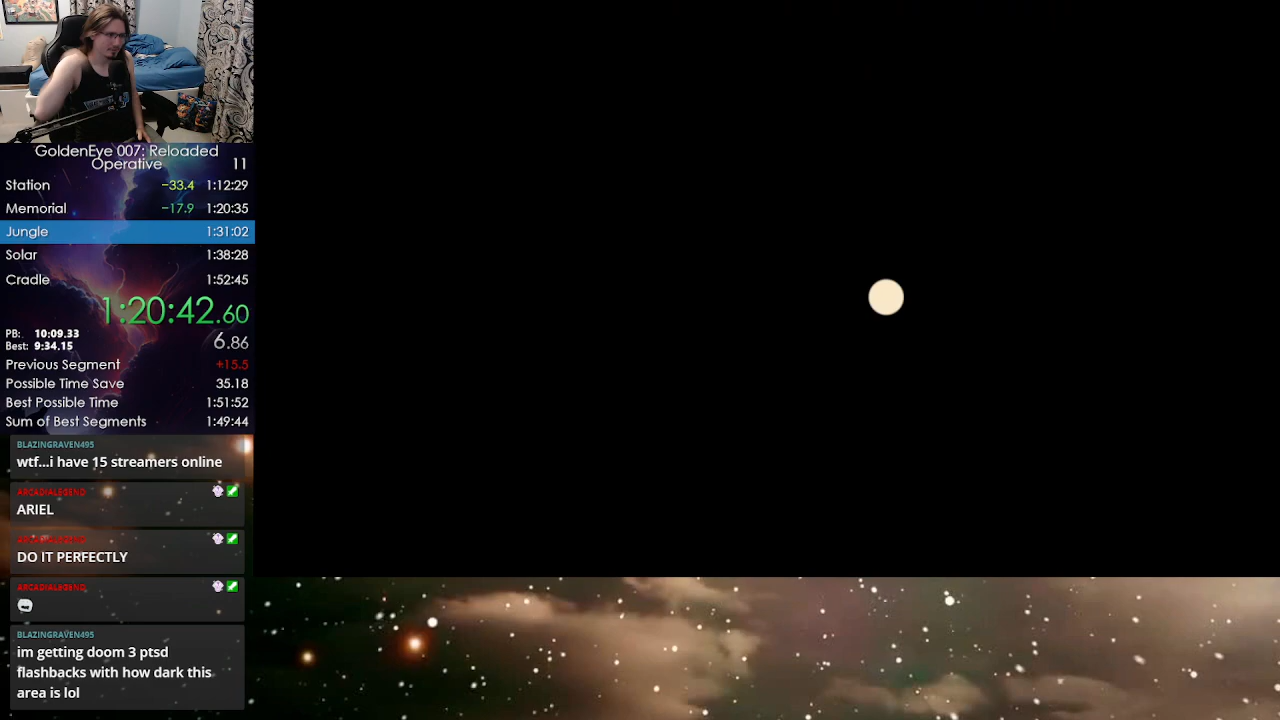 GoldenEye 007: Reloaded
Operative 11
Station -33.4 1:12:29
Memorial -17.9 1:20:35
Jungle 1:31:02
Solar 1:38:28
Cradle 1:52:45
1:20:42.60
PB: 10:09.33
Best: 9:34.15
6.86
Previous Segment +15.5
Possible Time Save 35.18
Best Possible Time 1:51:52
Sum of Best Segments 1:49:44
BLAZINGRAVEN495
wtf...i have 15 streamers online
ARCADIALEGEND
ARIEL
ARCADIALEGEND
DO IT PERFECTLY
ARCADIALEGEND
BLAZINGRAVEN495
im getting doom 3 ptsd
flashbacks with how dark this
area is lol